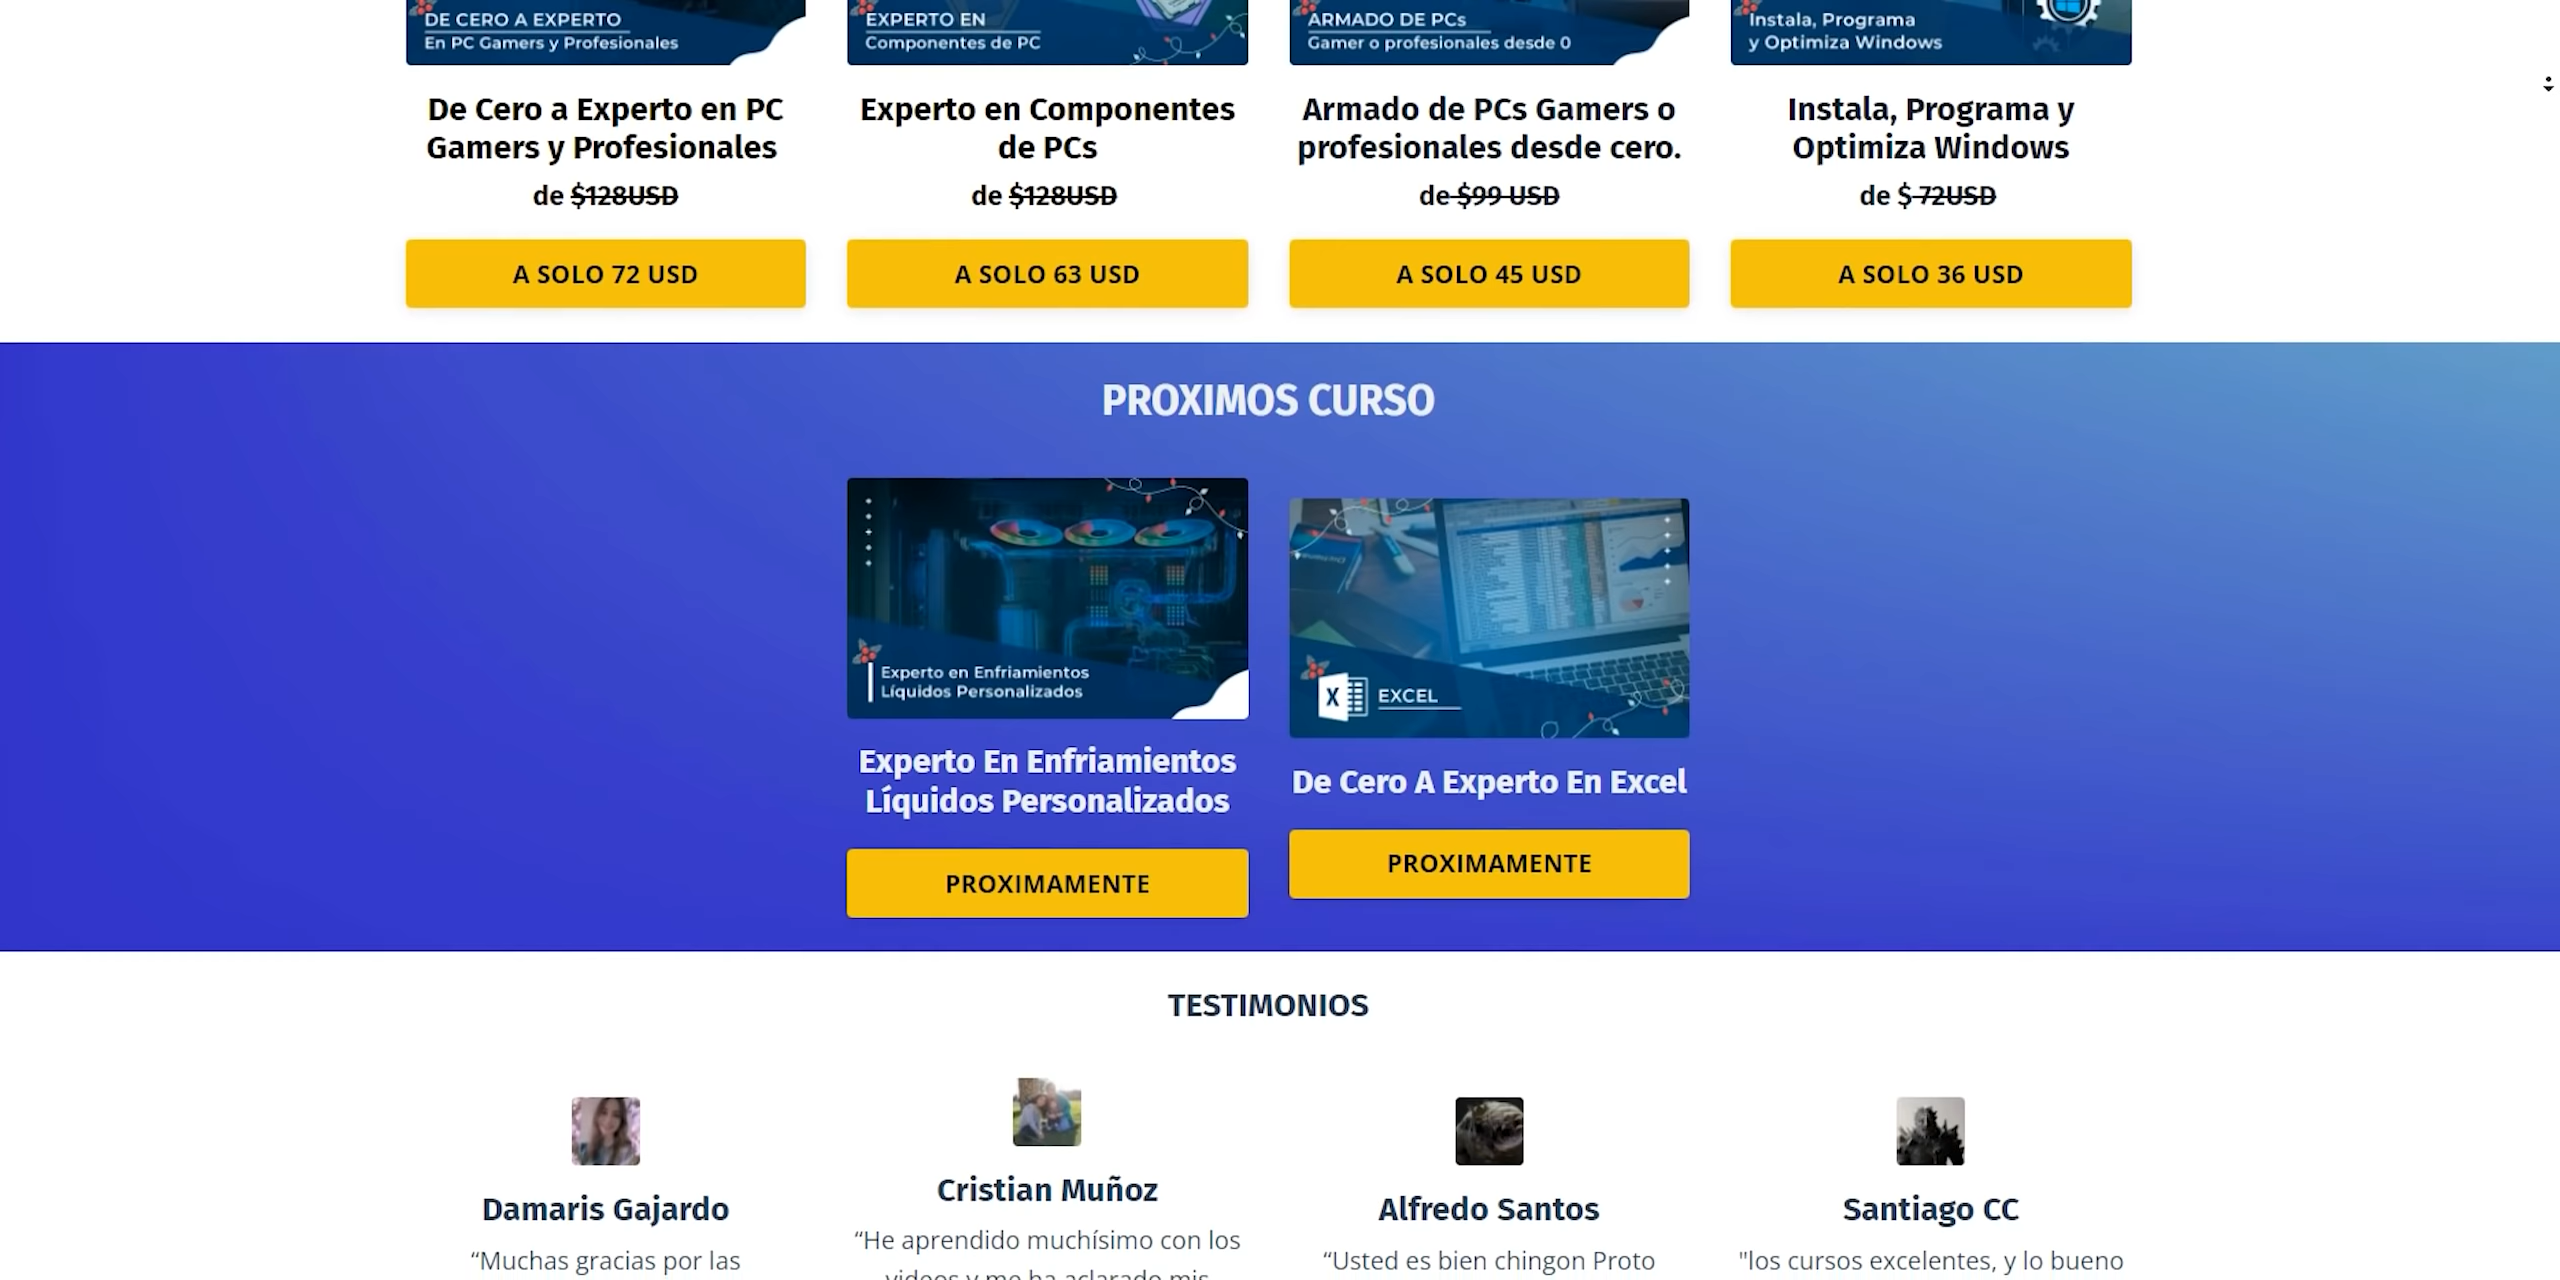 DE CERO A EXPERTO
En PC Gamers y Profesionales
EXPERTO EN
Componentes de PC
ARMADO DE PCs
Gamer o profesionales desde 0
Instala, Programa
y Optimiza Windows
De Cero a Experto en PC
Gamers y Profesionales
de $128USD
A SOLO 72 USD
Experto en Componentes
de PCs
de $128USD
A SOLO 63 USD
Armado de PCs Gamers o
profesionales desde cero.
de $99 USD
A SOLO 45 USD
Instala, Programa y
Optimiza Windows
de $ 72USD
A SOLO 36 USD
PROXIMOS CURSO
Experto en Enfriamientos
Líquidos Personalizados
Experto En Enfriamientos
Líquidos Personalizados
PROXIMAMENTE
X
EXCEL
De Cero A Experto En Excel
PROXIMAMENTE
TESTIMONIOS
Damaris Gajardo
“Muchas gracias por las
Cristian Muñoz
“He aprendido muchísimo con los
videos y me ha aclarado mis
Alfredo Santos
“Usted es bien chingon Proto
Santiago CC
"los cursos excelentes, y lo bueno